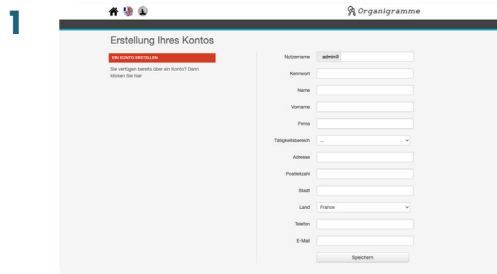 1
Organigramme
Erstellung Ihres Kontos
EIN KONTO ERSTELLEN
Sie verfügen bereits über ein Konto? Dann
klicken Sie hier
Nutzername admin@
Kennwort
Name
Vorname
Firma
Tätigkeitsbereich ...
Adresse
Postleitzahl
Stadt
Land France
Telefon
E-Mail
Speichern